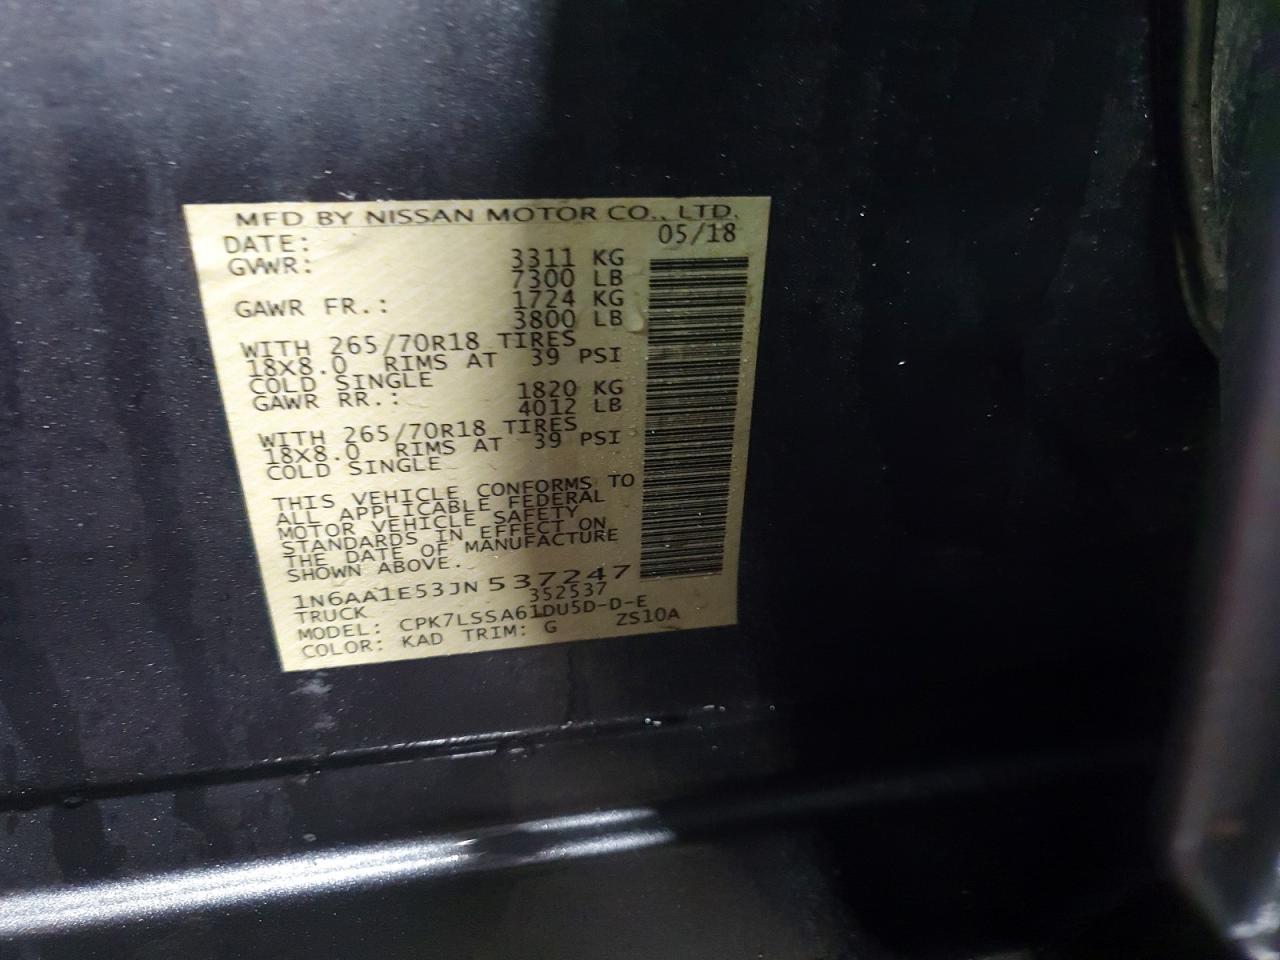 MFD BY NISSAN MOTOR CO., LTD.
DATE: 05/18
GVWR: 3311 KG
7300 LB
GAWR FR.: 1724 KG
3800 LB
WITH 265/70R18 TIRES
18X8.0 RIMS AT 39 PSI
COLD SINGLE
GAWR RR.: 1820 KG
4012 LB
WITH 265/70R18 TIRES
18X8.0 RIMS AT 39 PSI
COLD SINGLE
THIS VEHICLE CONFORMS TO
ALL APPLICABLE FEDERAL
MOTOR VEHICLE SAFETY
STANDARDS IN EFFECT ON
THE DATE OF MANUFACTURE
SHOWN ABOVE.
1N6AA1E53JN537247
TRUCK 352537
MODEL: CPK7LSSA61DU5D-D-E
COLOR: KAD TRIM: G ZS10A